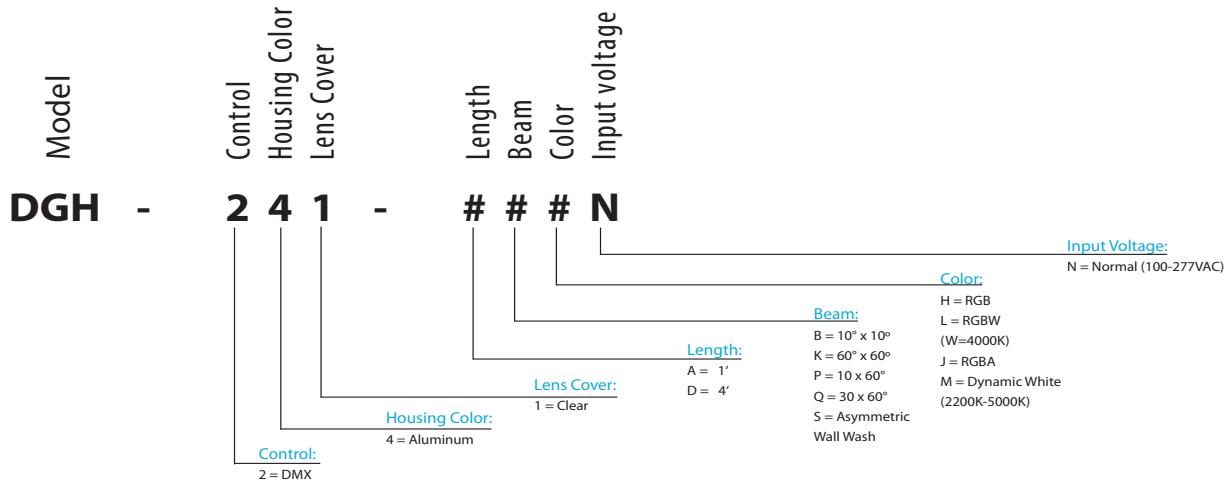 Model
Control
Housing Color
Lens Cover
Length
Beam
Color
Input voltage
DGH - 2 4 1 - # # # N
Input Voltage:
N = Normal (100-277VAC)
Color:
H = RGB
L = RGBW
(W=4000K)
J = RGBA
M = Dynamic White
(2200K-5000K)
Beam:
B = 10° x 10º
K = 60° x 60º
P = 10 x 60°
Q = 30 x 60°
S = Asymmetric
Wall Wash
Length:
A = 1'
D = 4'
Lens Cover:
1 = Clear
Housing Color:
4 = Aluminum
Control:
2 = DMX